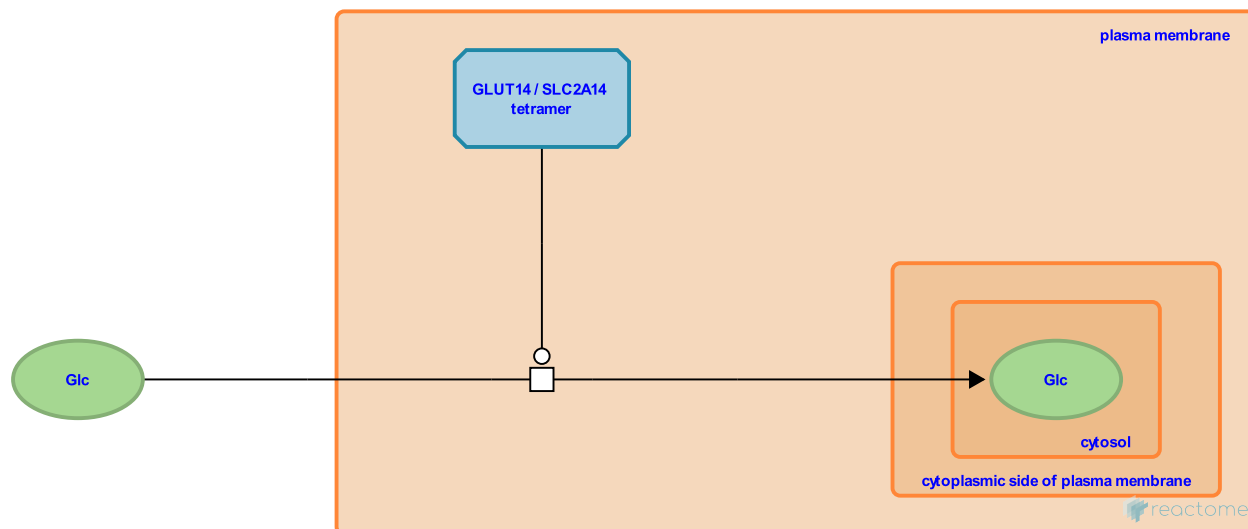 plasma membrane
GLUT14 / SLC2A14
tetramer
Glc
Glc
cytosol
cytoplasmic side of plasma membrane
reactome